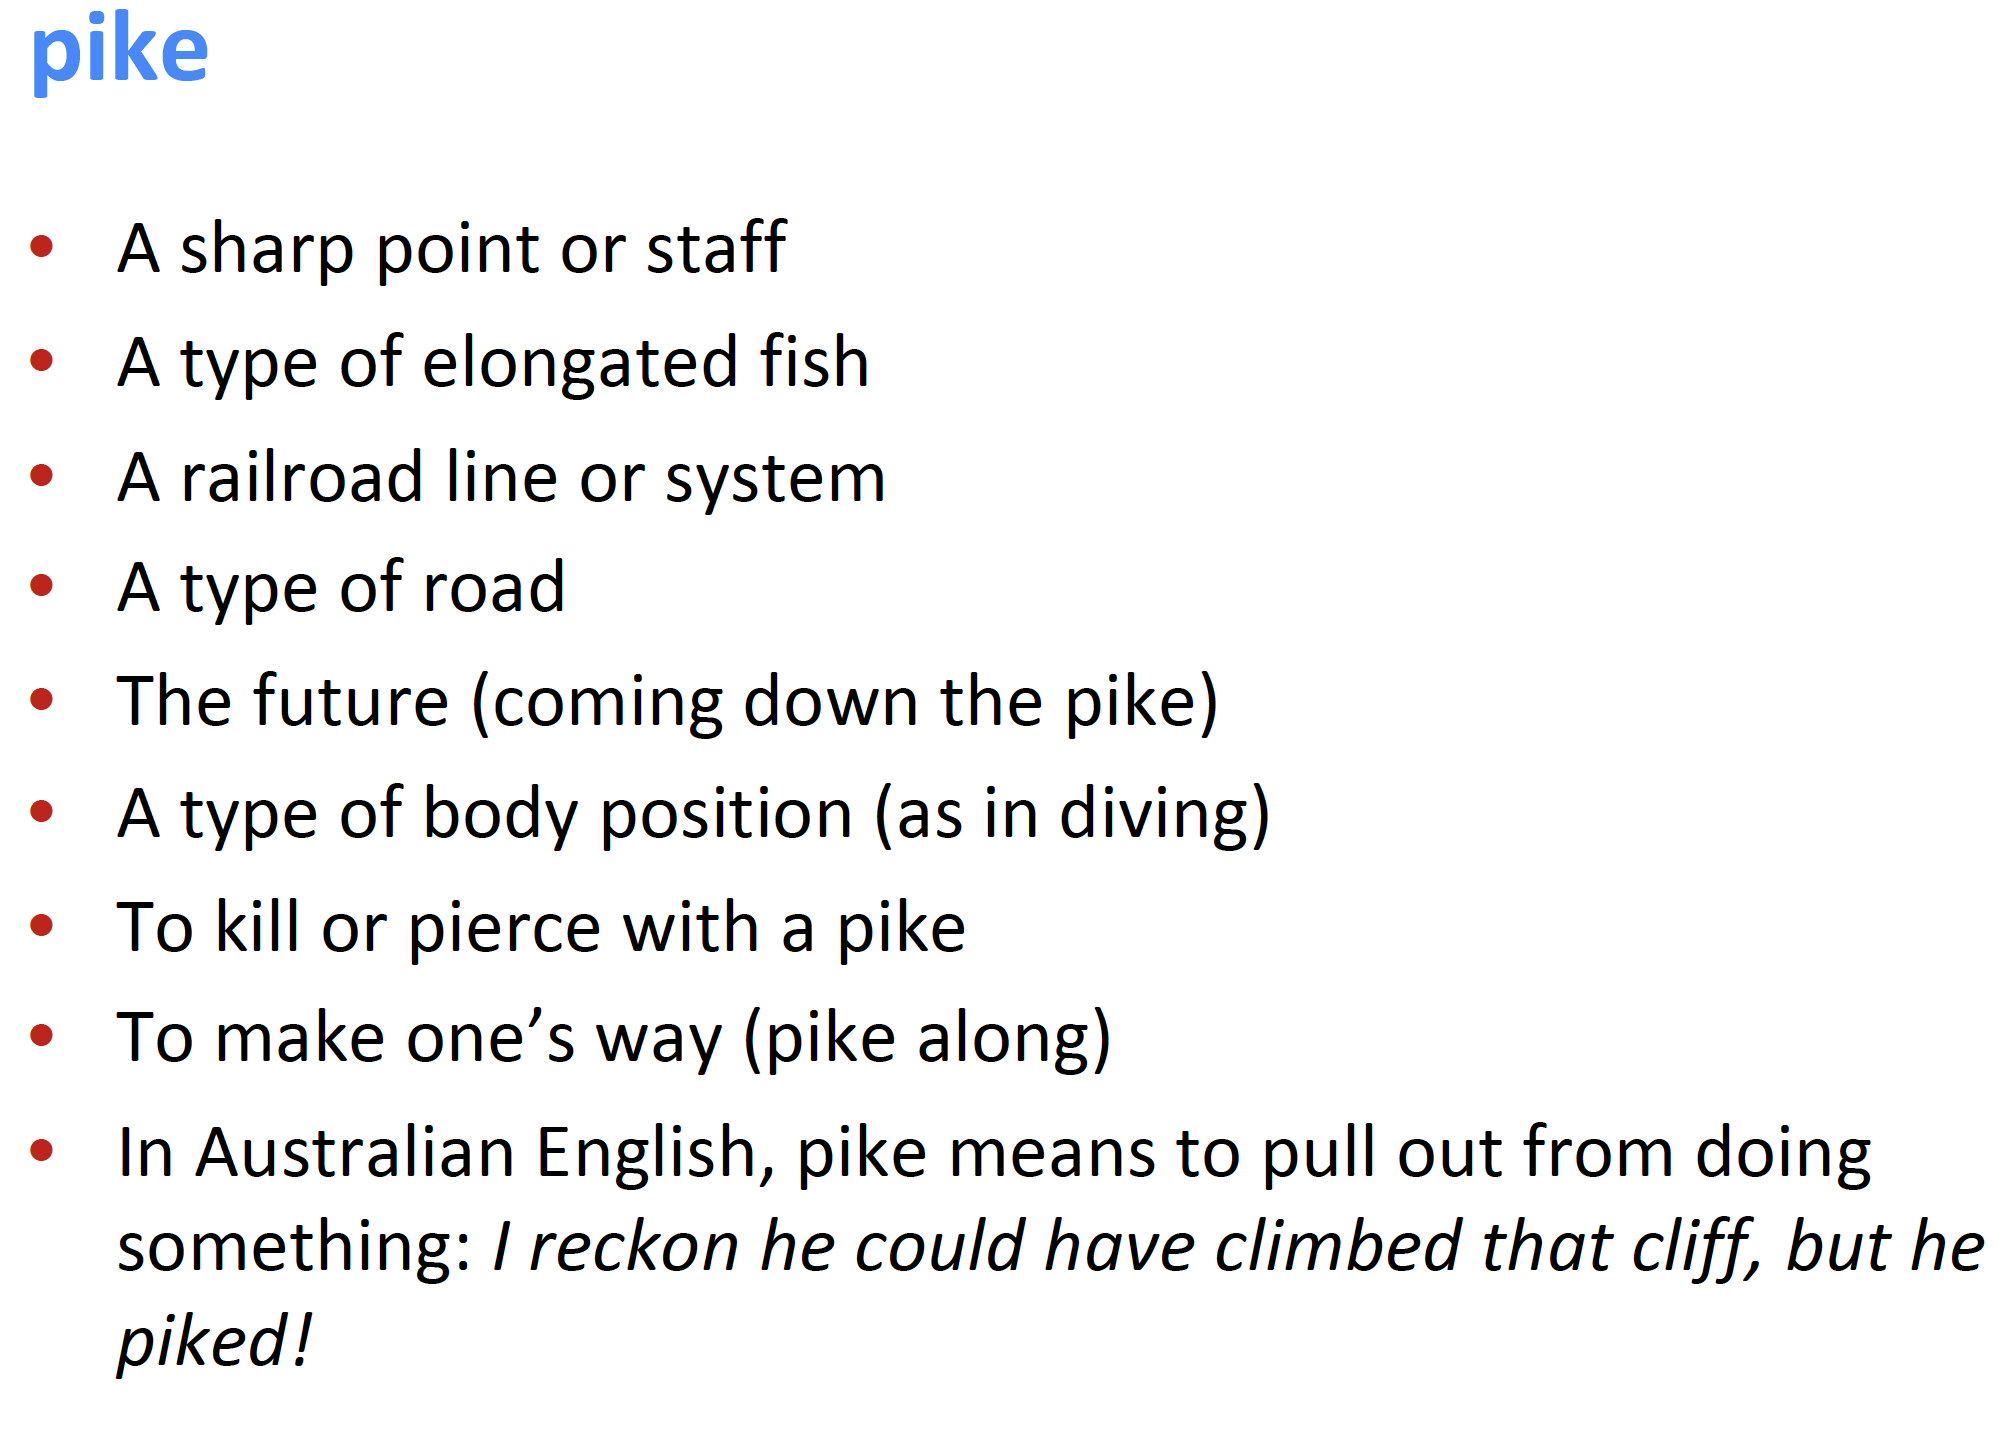 pike
• A sharp point or staff
• A type of elongated fish
• A railroad line or system
• A type of road
• The future (coming down the pike)
• A type of body position (as in diving)
• To kill or pierce with a pike
• To make one’s way (pike along)
• In Australian English, pike means to pull out from doing
something: I reckon he could have climbed that cliff, but he
piked!